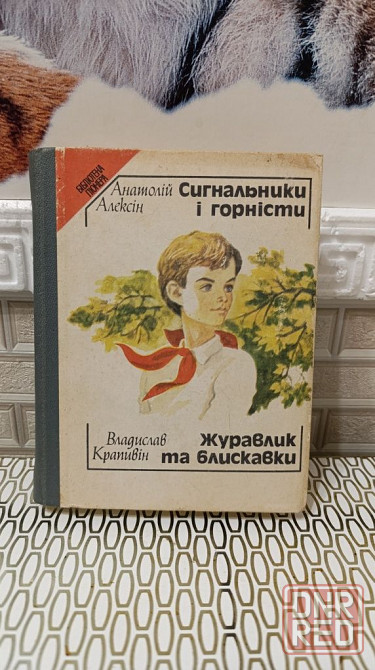 БІБЛІОТЕКА
ПІОНЕРА
Анатолій
Алексін
Сигнальники
і горністи
Владислав
Крапивін
Журавлик
та блискавки
DNR
RED